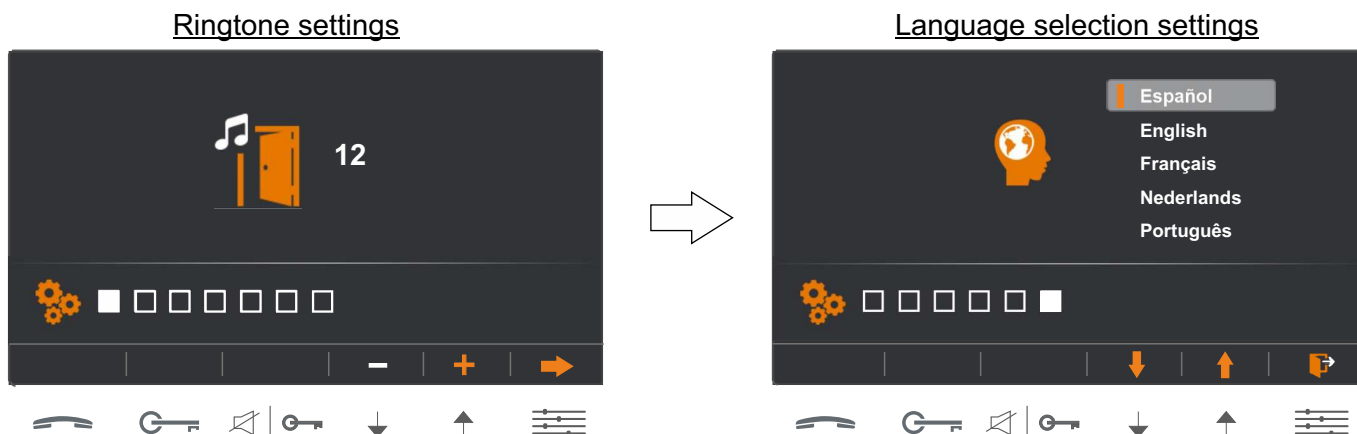 Ringtone settings
12
Language selection settings
Español
English
Français
Nederlands
Português